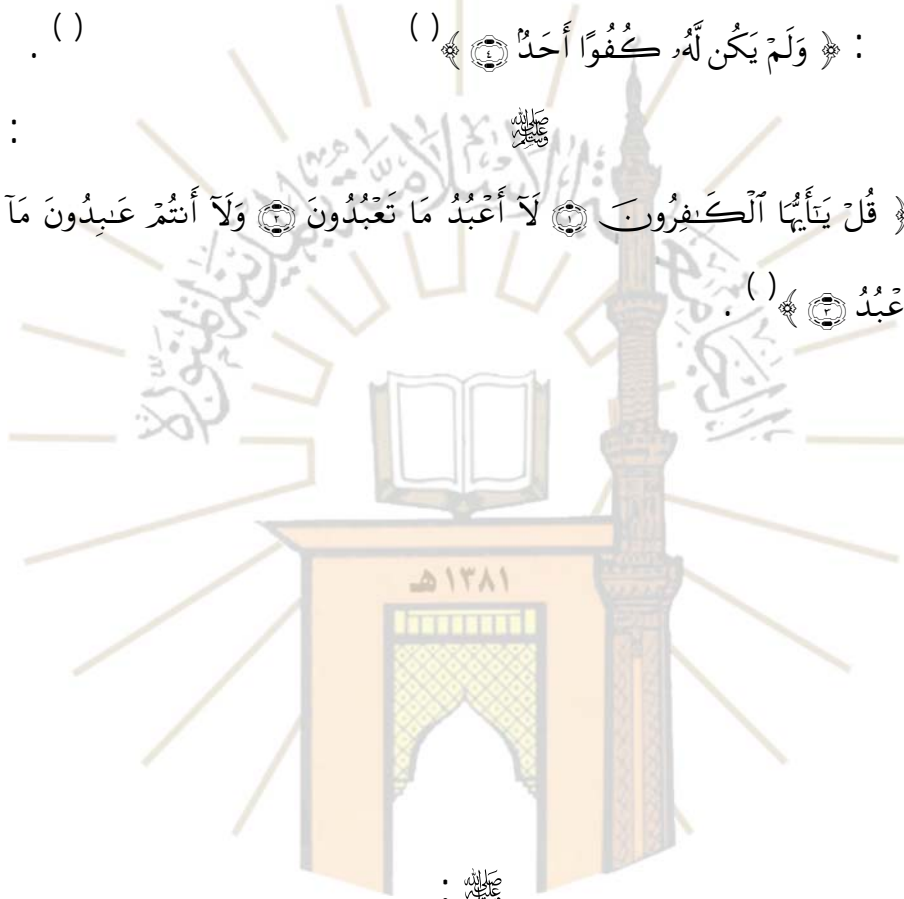 : ﴿ وَلَمْ يَكُن لَّهُۥ كُفُوًا أَحَدٌۢ ۝٤ ﴾( ) ( ) .
ﷺ :
﴿ قُلْ يَـٰٓأَيُّهَا ٱلْكَـٰفِرُونَ ۝١ لَآ أَعْبُدُ مَا تَعْبُدُونَ ۝٢ وَلَآ أَنتُمْ عَـٰبِدُونَ مَآ
عْبُدُ ۝٣ ﴾( ) .
١٣٨١ هـ
ﷺ :